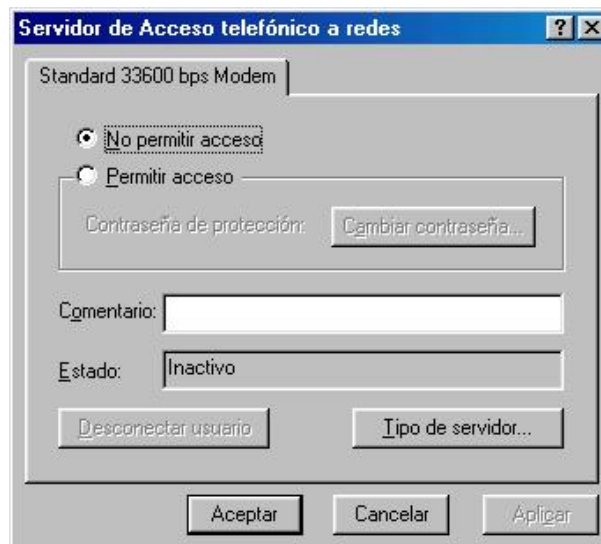 Servidor de Acceso telefónico a redes
Standard 33600 bps Modem
No permitir acceso
Permitir acceso
Contraseña de protección: Cambiar contraseña...
Comentario:
Estado: Inactivo
Desconectar usuario Tipo de servidor...
Aceptar Cancelar Aplicar